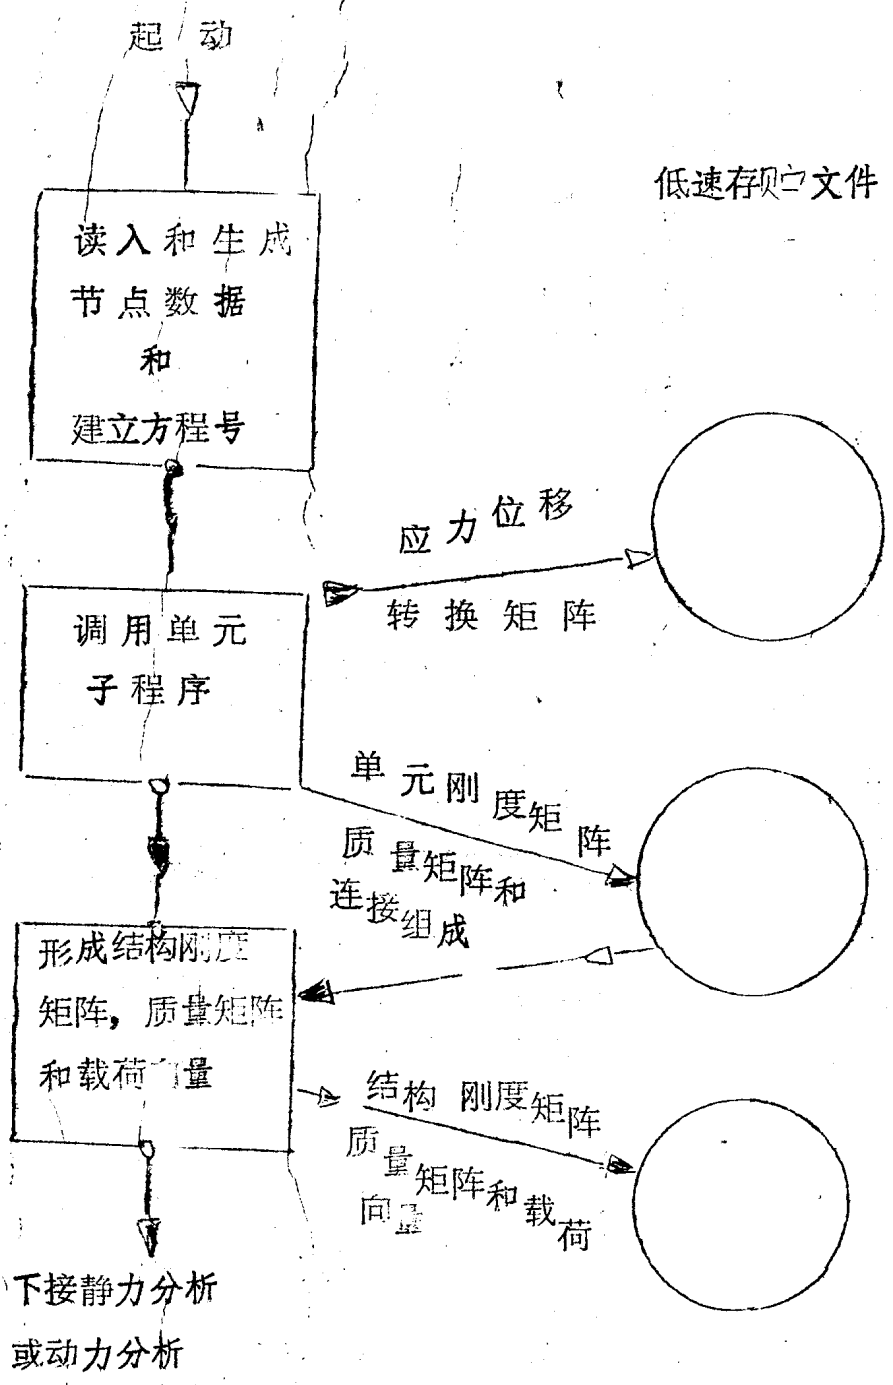 起动
低速存贮文件
读入和生成
节点数据
和
建立方程号
应力位移
转换矩阵
调用单元
子程序
单元刚度矩阵
质量矩阵和
连接组成
形成结构刚度
矩阵，质量矩阵
和载荷向量
结构刚度矩阵
质量矩阵和载荷
向量
下接静力分析
或动力分析